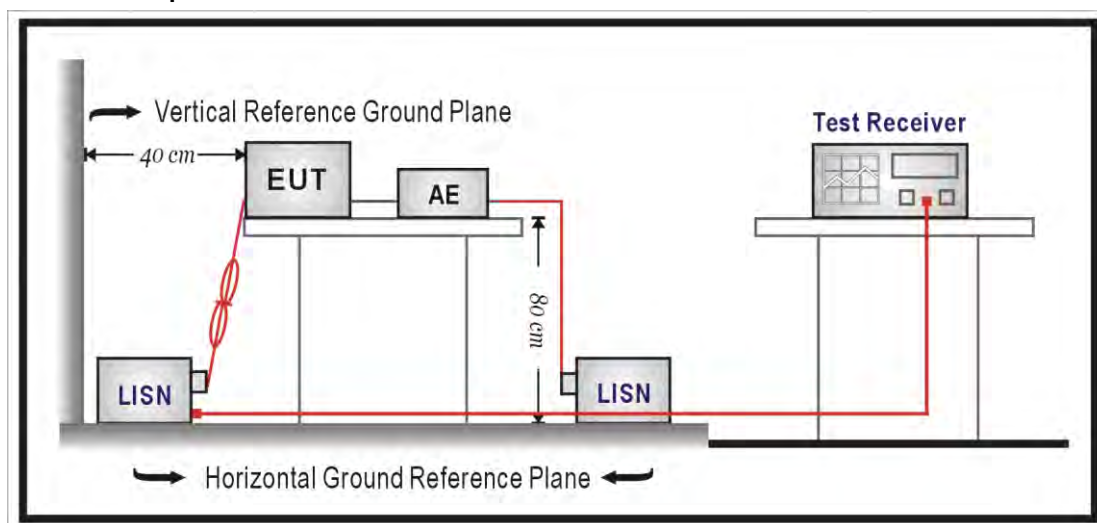 Vertical Reference Ground Plane
Test Receiver
40 cm
EUT
AE
80 cm
LISN
LISN
Horizontal Ground Reference Plane